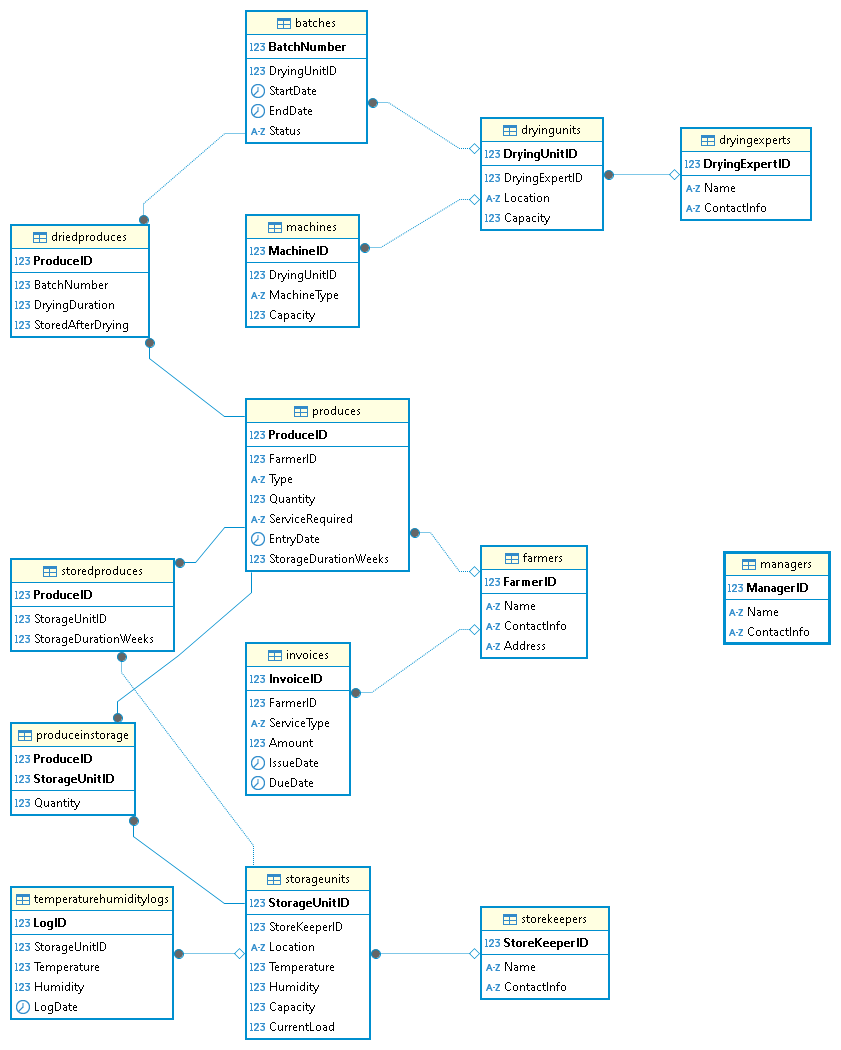 batches
123 BatchNumber
123 DryingUnitID
StartDate
EndDate
A-Z Status
dryingunits
123 DryingUnitID
123 DryingExpertID
A-Z Location
123 Capacity
dryingexperts
123 DryingExpertID
A-Z Name
A-Z ContactInfo
driedproduces
123 ProduceID
123 BatchNumber
123 DryingDuration
123 StoredAfterDrying
machines
123 MachineID
123 DryingUnitID
A-Z MachineType
123 Capacity
produces
123 ProduceID
123 FarmerID
A-Z Type
123 Quantity
A-Z ServiceRequired
EntryDate
123 StorageDurationWeeks
storedproduces
123 ProduceID
123 StorageUnitID
123 StorageDurationWeeks
farmers
123 FarmerID
A-Z Name
A-Z ContactInfo
A-Z Address
managers
123 ManagerID
A-Z Name
A-Z ContactInfo
invoices
123 InvoiceID
123 FarmerID
A-Z ServiceType
123 Amount
IssueDate
DueDate
produceinstorage
123 ProduceID
123 StorageUnitID
123 Quantity
temperaturehumiditylogs
123 LogID
123 StorageUnitID
123 Temperature
123 Humidity
LogDate
storageunits
123 StorageUnitID
123 StoreKeeperID
A-Z Location
123 Temperature
123 Humidity
123 Capacity
123 CurrentLoad
storekeepers
123 StoreKeeperID
A-Z Name
A-Z ContactInfo